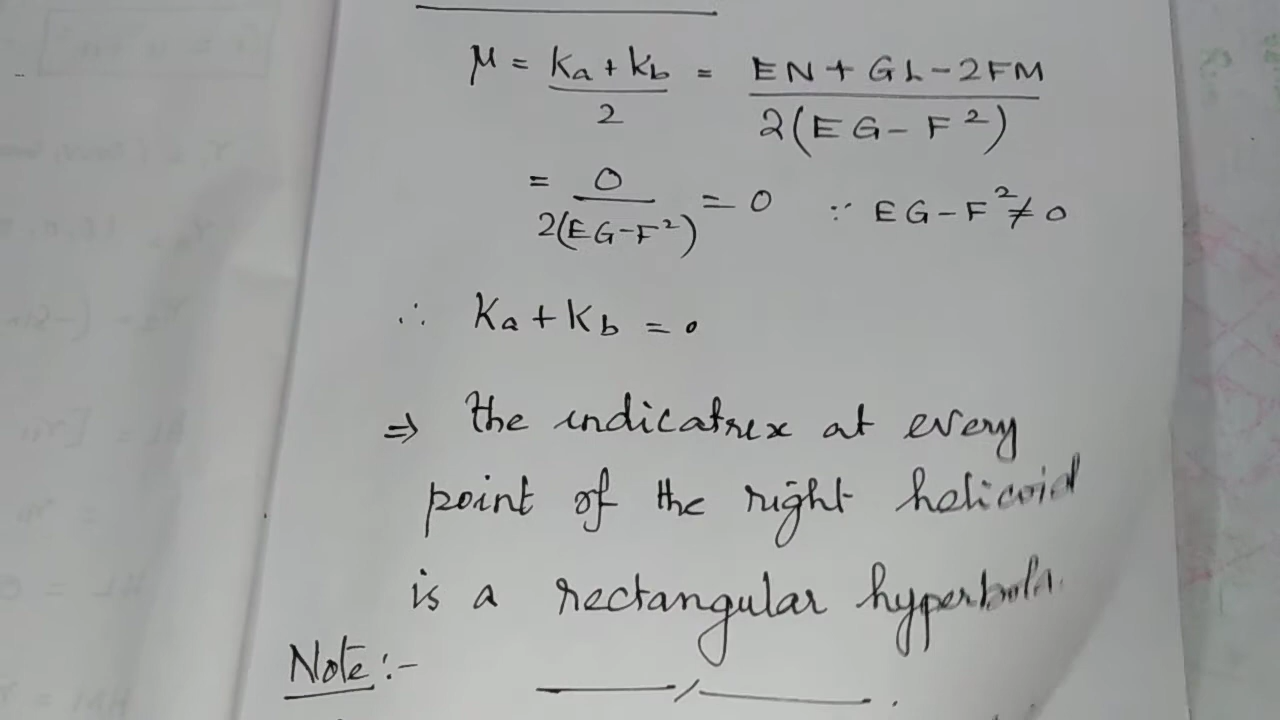 μ = Ka + Kb / 2 = EN + GL - 2FM / 2(EG - F²)
= 0 / 2(EG-F²) = 0 ∵ EG-F² ≠ 0
∴ Ka + Kb = 0
⇒ the indicatrix at every
point of the right helicoid
is a rectangular hyperbola.
Note :-